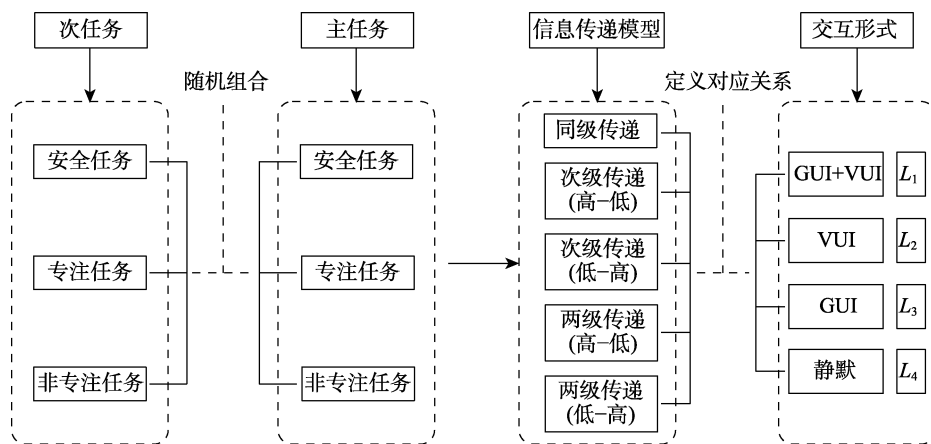 次任务
主任务
信息传递模型
交互形式
随机组合
定义对应关系
安全任务
专注任务
非专注任务
安全任务
专注任务
非专注任务
同级传递
次级传递
(高−低)
次级传递
(低−高)
两级传递
(高−低)
两级传递
(低−高)
GUI+VUI L₁
VUI L₂
GUI L₃
静默 L₄